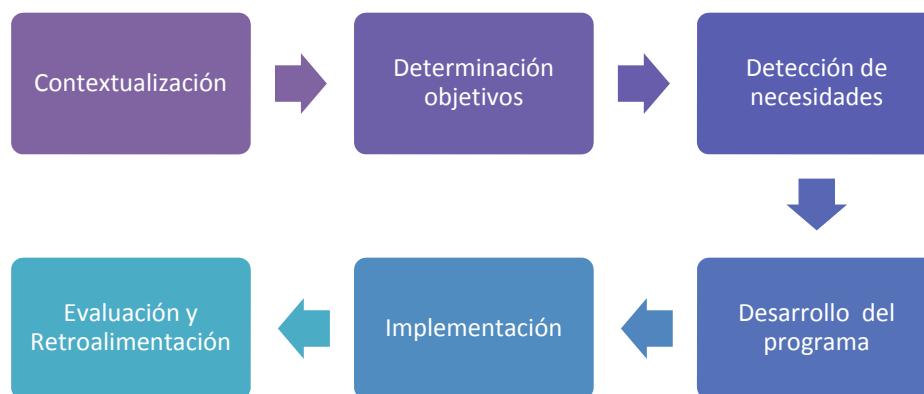 Contextualización
Determinación
objetivos
Detección de
necesidades
Desarrollo del
programa
Implementación
Evaluación y
Retroalimentación